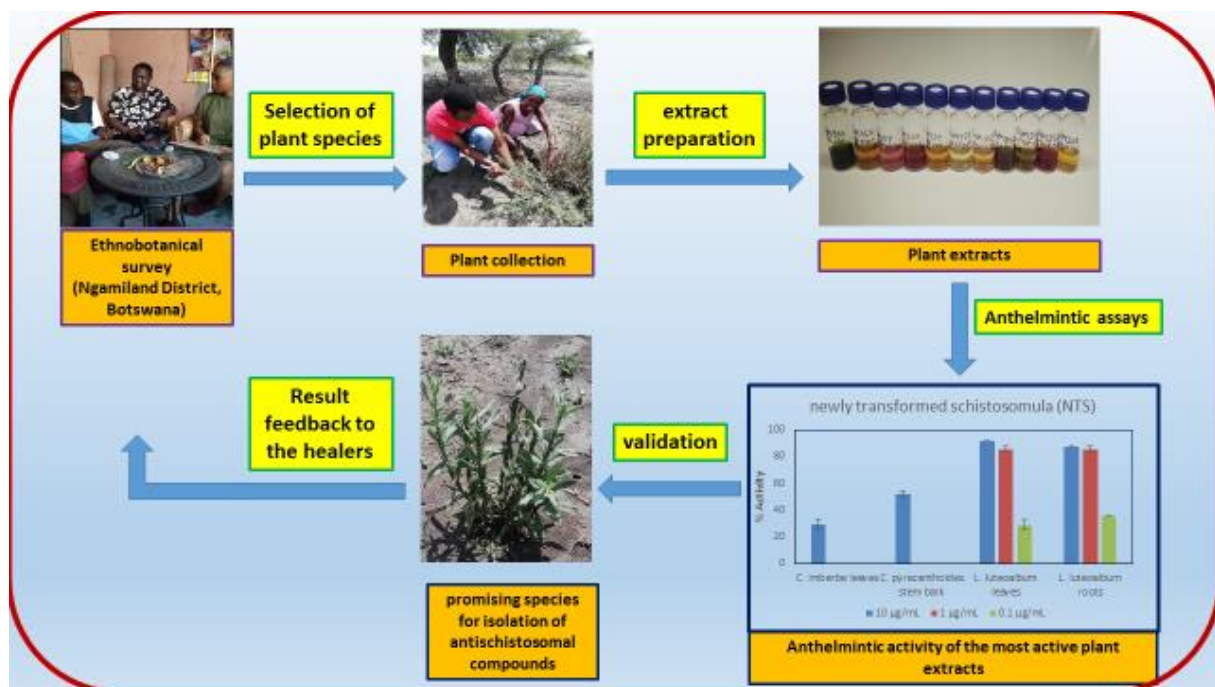 Selection of
plant species
extract
preparation
Ethnobotanical
survey
(Ngamiland District,
Botswana)
Plant collection
Plant extracts
Anthelmintic assays
Result
feedback to
the healers
validation
newly transformed schistosomula (NTS)
% Activity
100
80
60
40
20
0
C. imberbe leaves C. pyracanthoides stem bark L. luteoalbum leaves L. luteoalbum roots
10 µg/mL 1 µg/mL 0.1 µg/mL
promising species
for isolation of
antischistosomal
compounds
Anthelmintic activity of the most active plant
extracts